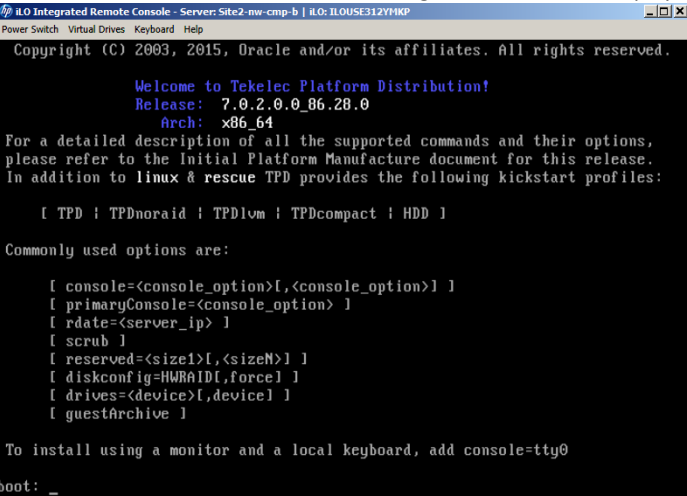 iLO Integrated Remote Console - Server: Site2-nw-cmp-b | iLO: ILOUSE312YMKP
Power Switch Virtual Drives Keyboard Help
Copyright (C) 2003, 2015, Oracle and/or its affiliates. All rights reserved.
Welcome to Tekelec Platform Distribution!
Release: 7.0.2.0.0_86.28.0
Arch: x86_64
For a detailed description of all the supported commands and their options,
please refer to the Initial Platform Manufacture document for this release.
In addition to linux & rescue TPD provides the following kickstart profiles:
[ TPD | TPDnoraid | TPDlvm | TPDcompact | HDD ]
Commonly used options are:
[ console=<console_option>[,<console_option>] ]
[ primaryConsole=<console_option> ]
[ rdate=<server_ip> ]
[ scrub ]
[ reserved=<size1>[,<sizeN>] ]
[ diskconfig=HWRAID[,force] ]
[ drives=<device>[,device] ]
[ guestArchive ]
To install using a monitor and a local keyboard, add console=tty0
boot: _